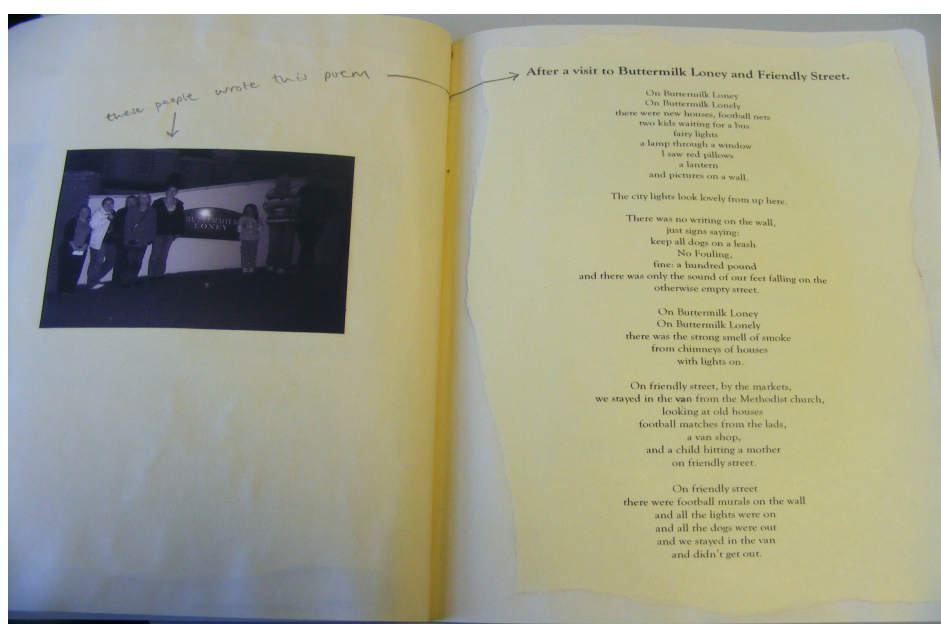 these people wrote this poem
BUTTERMILK
LONEY
After a visit to Buttermilk Loney and Friendly Street.
On Buttermilk Loney
On Buttermilk Lonely
there were new houses, football nets
two kids waiting for a bus
fairy lights
a lamp through a window
I saw red pillows
a lantern
and pictures on a wall.
The city lights look lovely from up here.
There was no writing on the wall,
just signs saying:
keep all dogs on a leash
No Fouling,
fine: a hundred pound
and there was only the sound of our feet falling on the
otherwise empty street.
On Buttermilk Loney
On Buttermilk Lonely
there was the strong smell of smoke
from chimneys of houses
with lights on.
On friendly street, by the markets,
we stayed in the van from the Methodist church,
looking at old houses
football matches from the lads,
a van shop,
and a child hitting a mother
on friendly street.
On friendly street
there were football murals on the wall
and all the lights were on
and all the dogs were out
and we stayed in the van
and didn't get out.